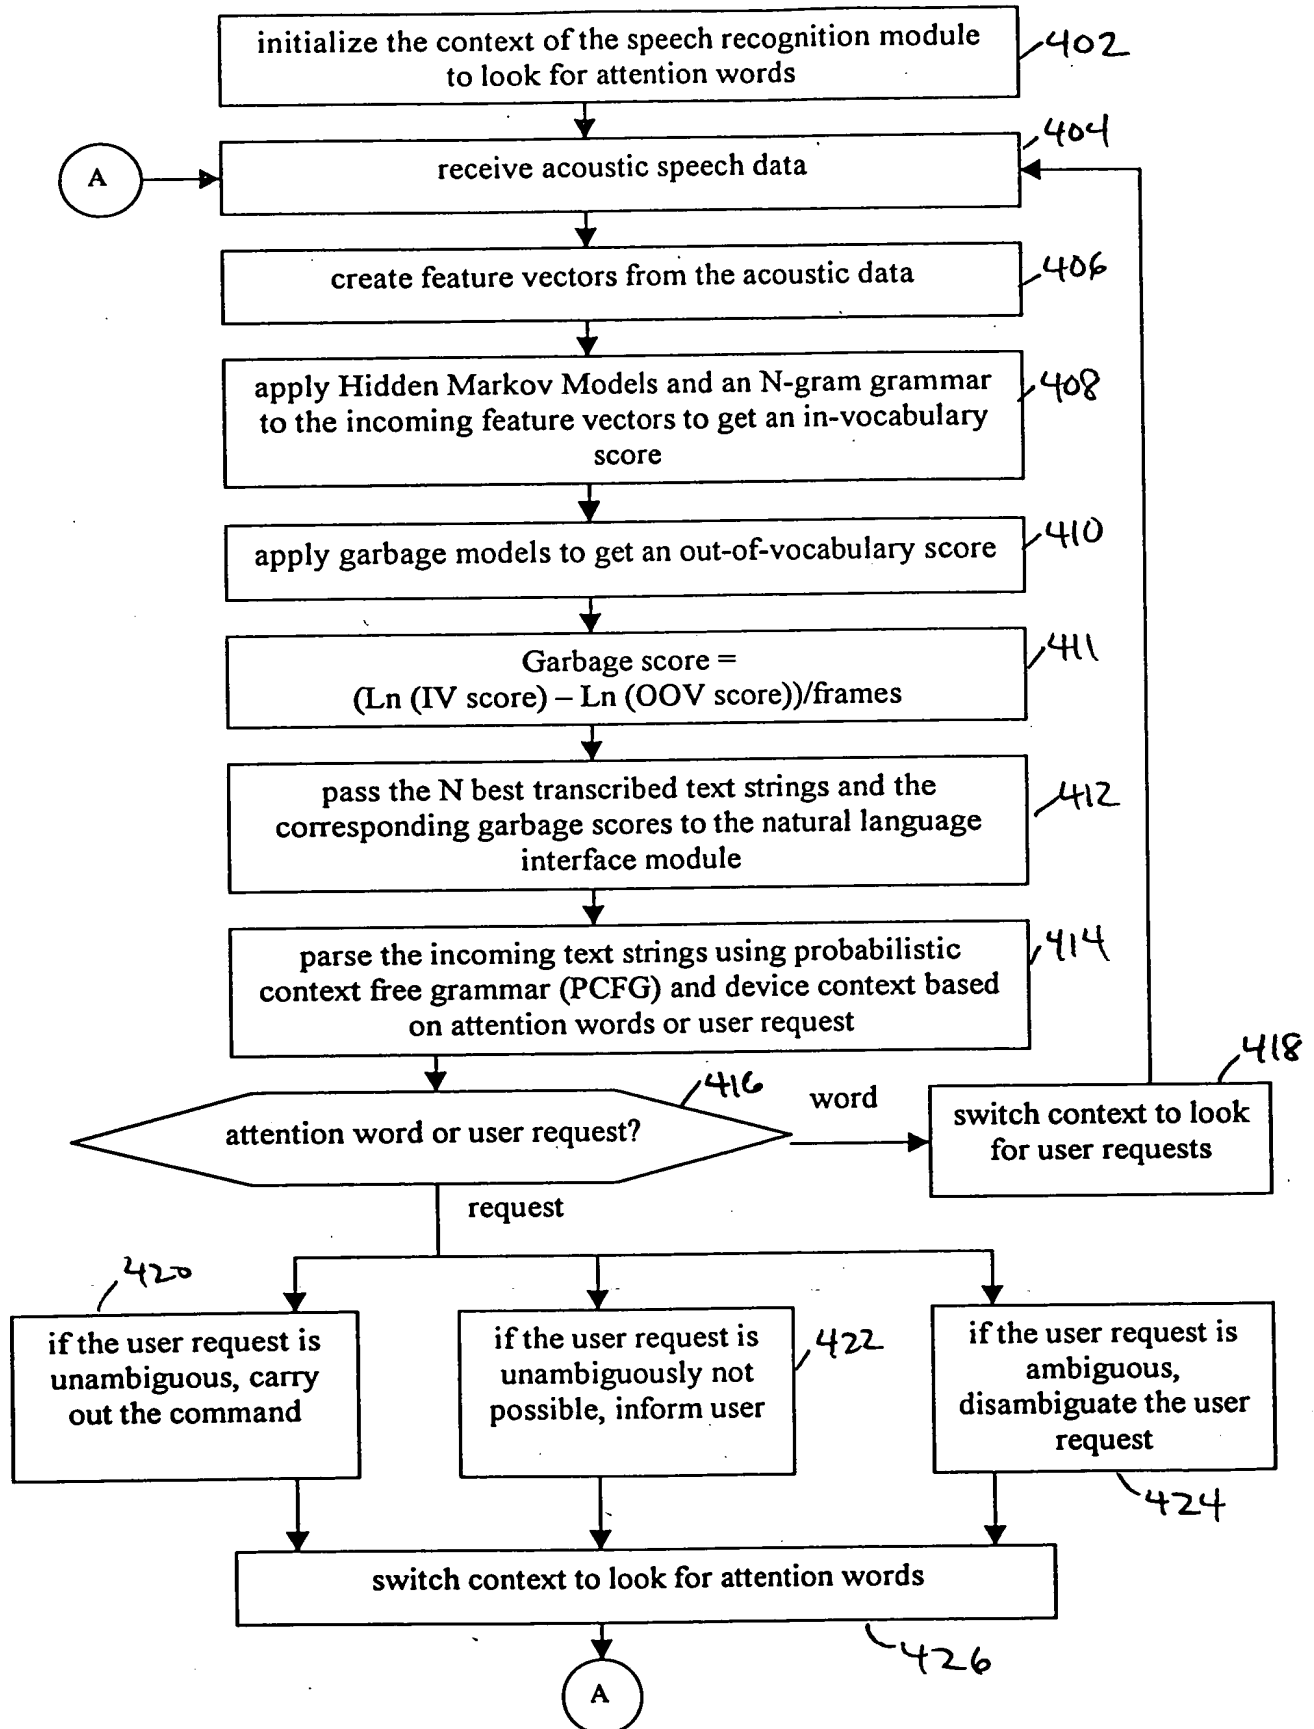 initialize the context of the speech recognition module
to look for attention words
402
404
A
receive acoustic speech data
create feature vectors from the acoustic data
406
apply Hidden Markov Models and an N-gram grammar
to the incoming feature vectors to get an in-vocabulary
score
408
apply garbage models to get an out-of-vocabulary score
410
Garbage score =
(Ln (IV score) – Ln (OOV score))/frames
411
pass the N best transcribed text strings and the
corresponding garbage scores to the natural language
interface module
412
parse the incoming text strings using probabilistic
context free grammar (PCFG) and device context based
on attention words or user request
414
416
attention word or user request?
word
418
switch context to look
for user requests
request
420
if the user request is
unambiguous, carry
out the command
if the user request is
unambiguously not
possible, inform user
422
if the user request is
ambiguous,
disambiguate the user
request
424
switch context to look for attention words
426
A